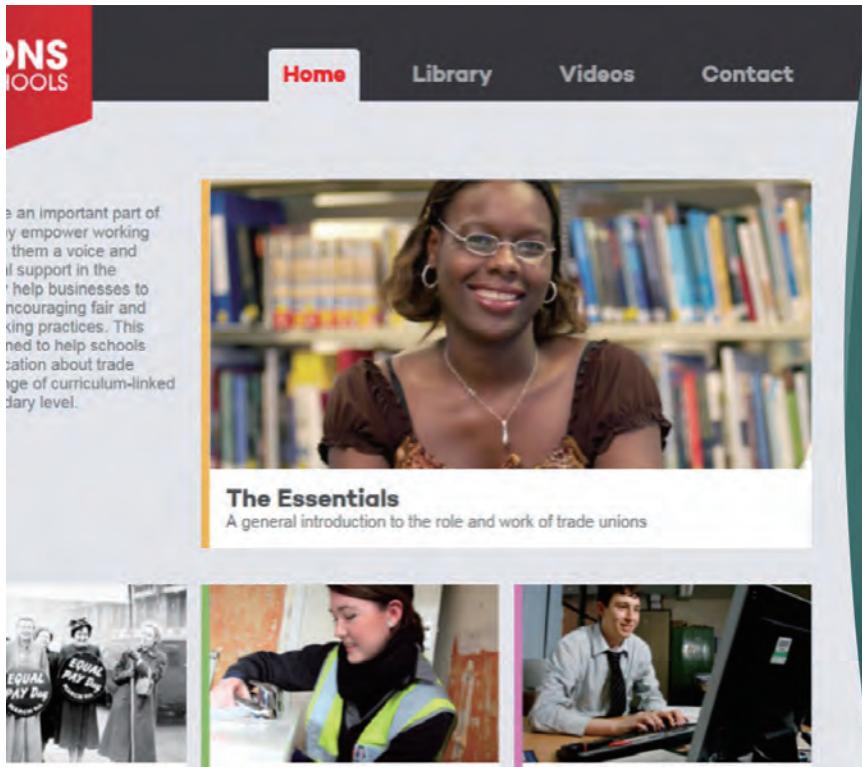 ONS
HOOLS
Home Library Videos Contact
e an important part of
ey empower working
them a voice and
al support in the
help businesses to
ncouraging fair and
king practices. This
ned to help schools
cation about trade
nge of curriculum-linked
dary level.
The Essentials
A general introduction to the role and work of trade unions
EQUAL
PAY Day
EQUAL
PAY Day